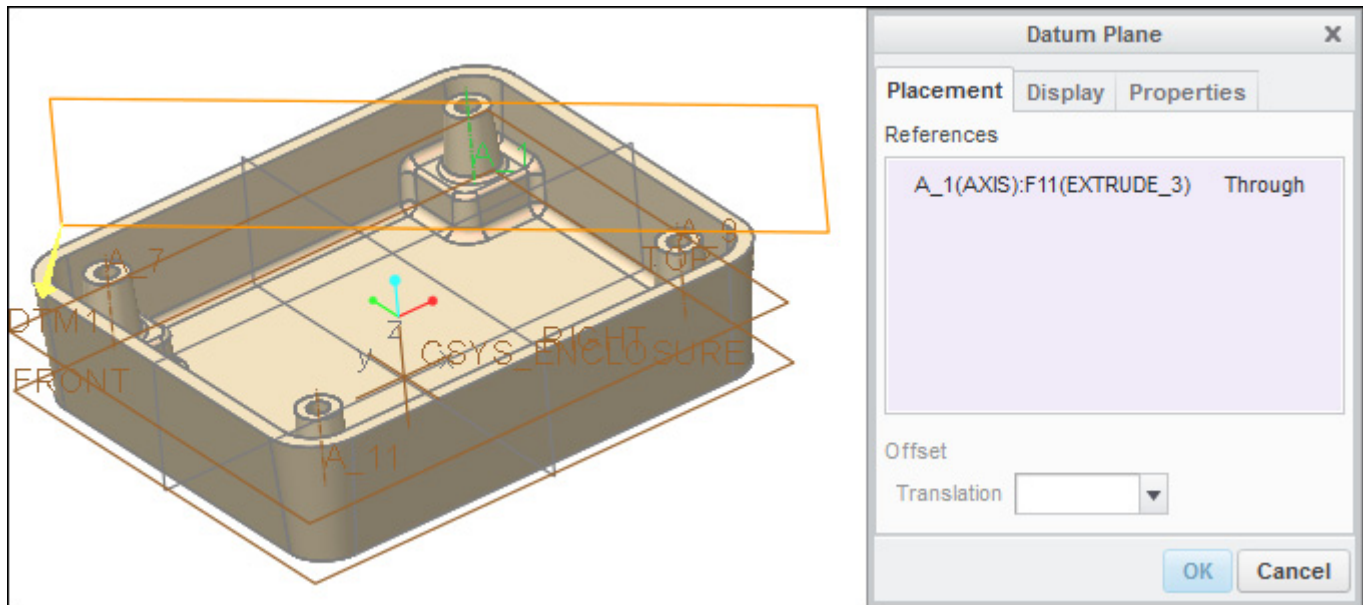 Datum Plane X
Placement Display Properties
References
A_1(AXIS):F11(EXTRUDE_3) Through
Offset
Translation
OK Cancel
A_1
A_9
A_7
TOP
DTM1
Z
RIGHT
y x CSYS_ENCLOSURE
FRONT
A_11